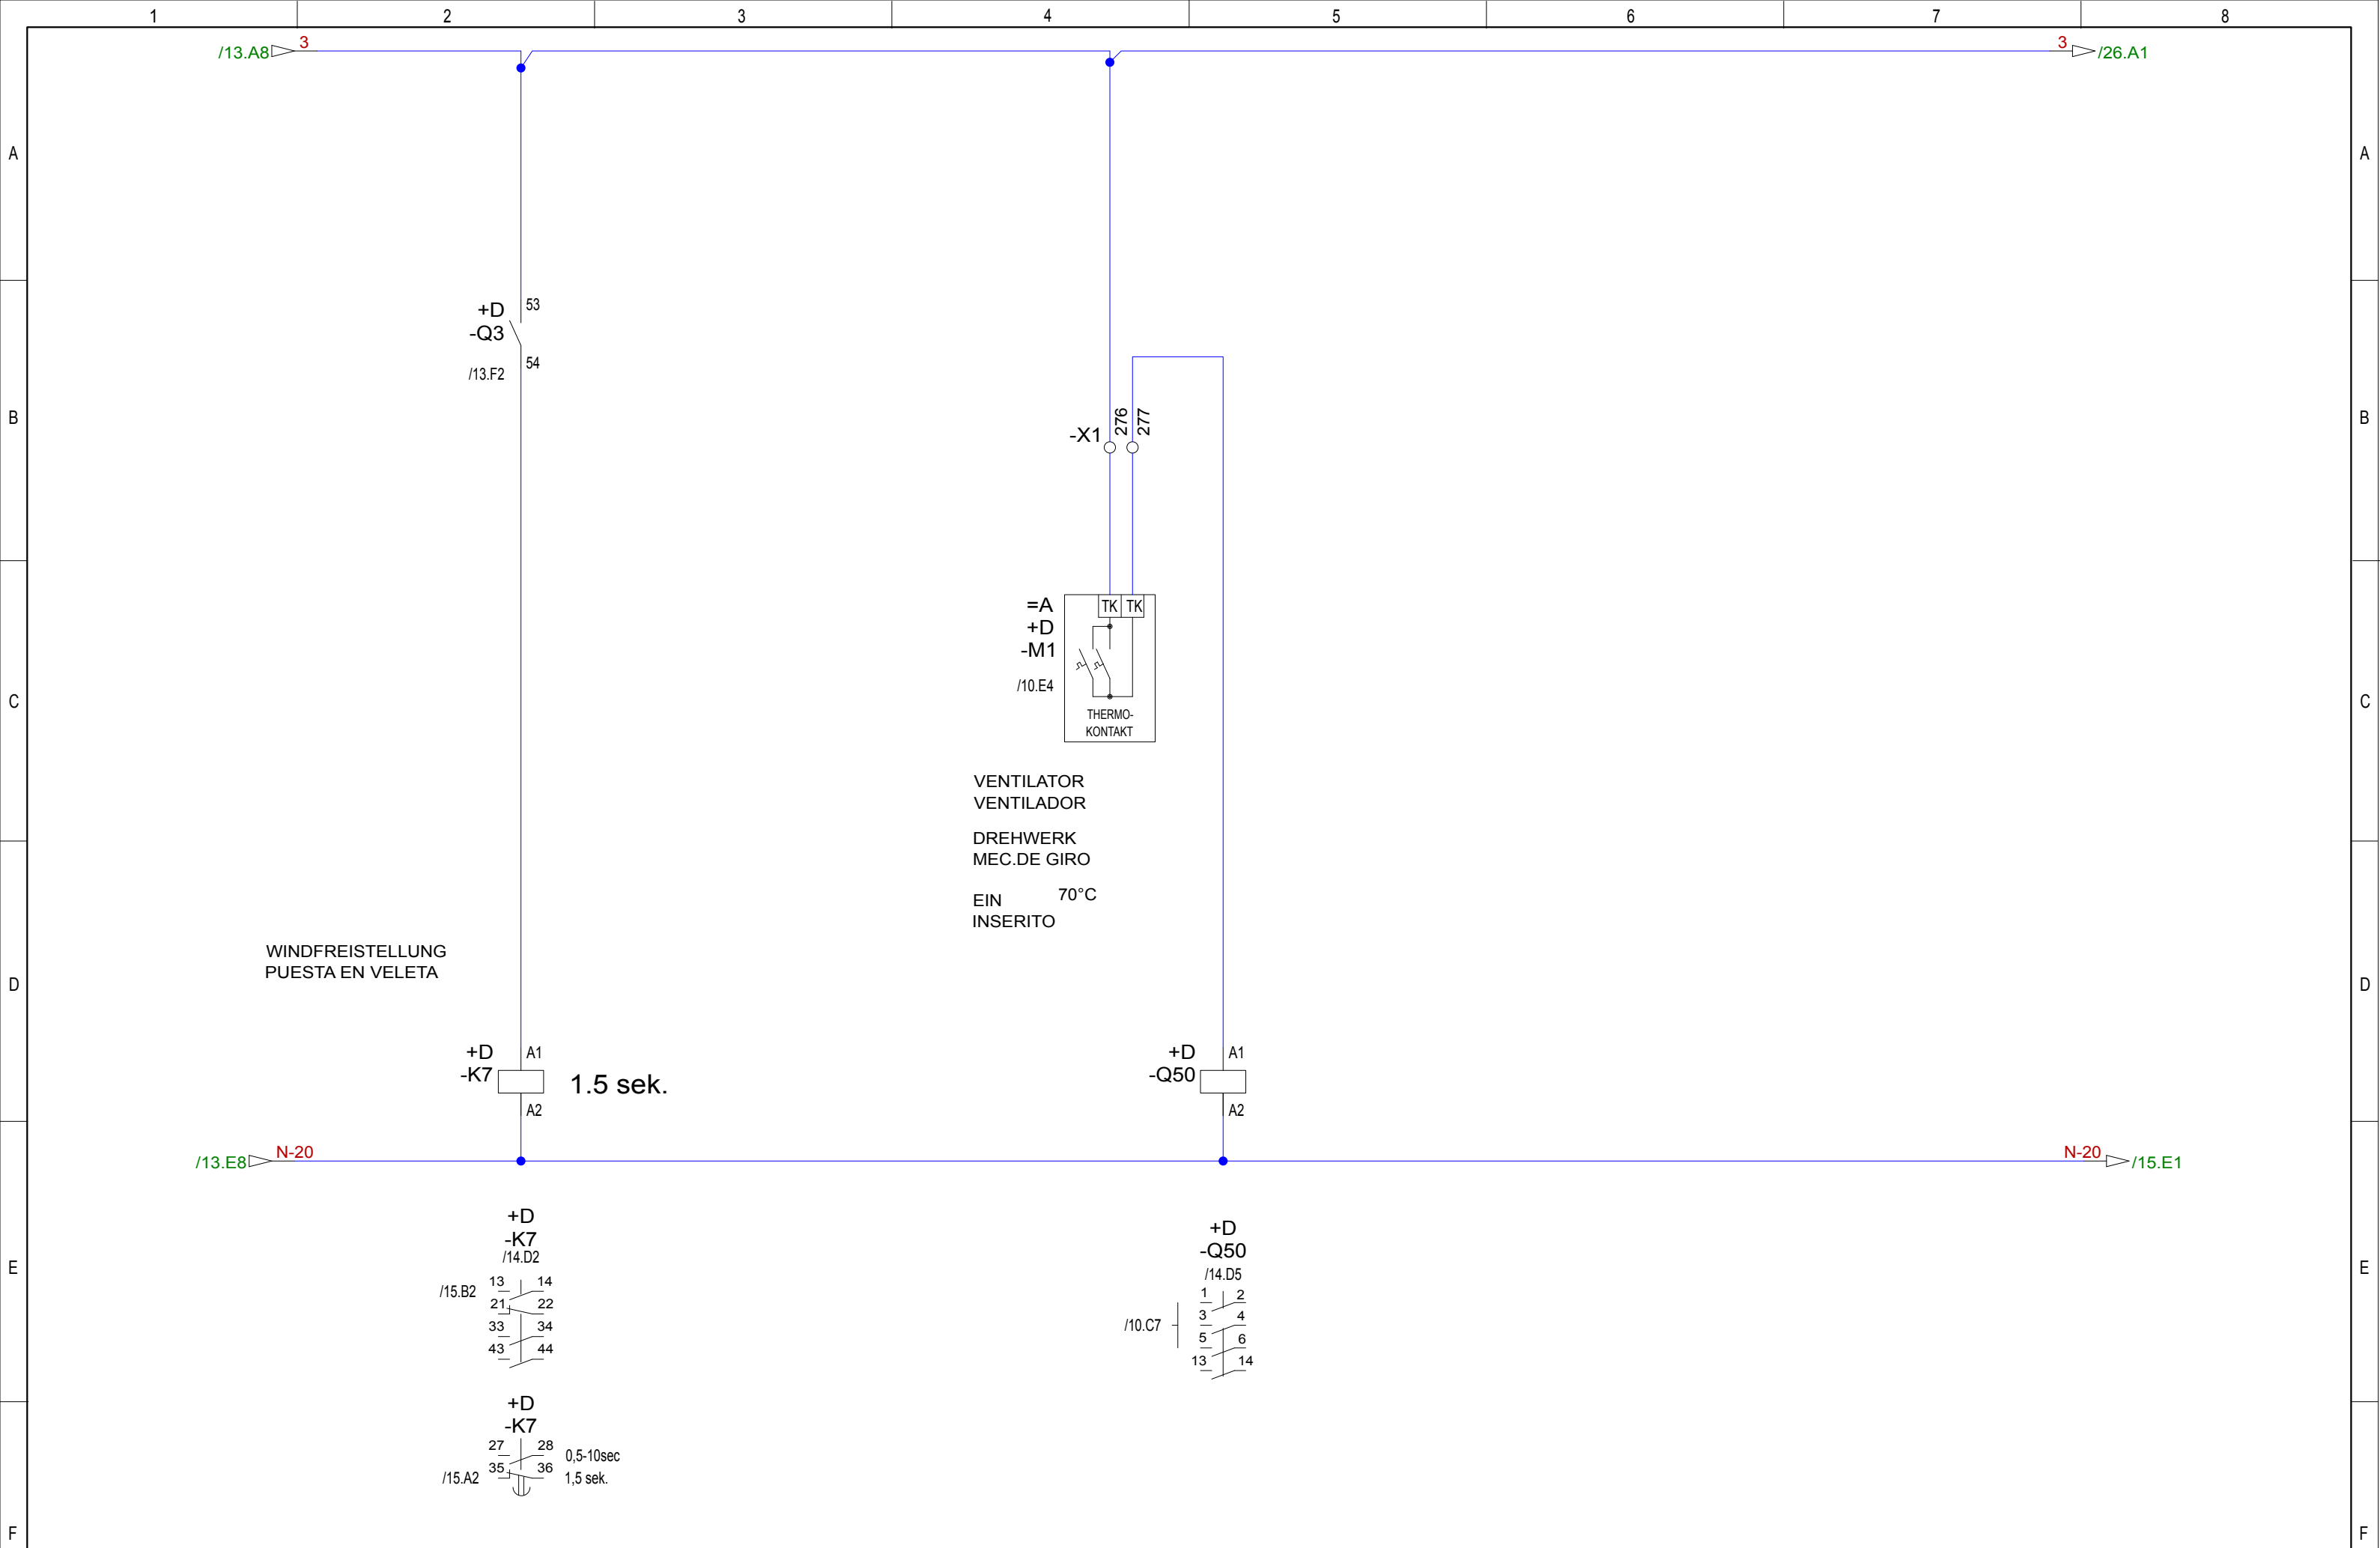 1 2 3 4 5 6 7 8
/13.A8 3 3 /26.A1
A A
+D 53
-Q3
/13.F2 54
B B
-X1 276 277
=A TK TK
+D
-M1
/10.E4
C C
THERMO-
KONTAKT
VENTILATOR
VENTILADOR
DREHWERK
MEC.DE GIRO
EIN 70°C
INSERITO
WINDFREISTELLUNG
PUESTA EN VELETA
D D
+D A1 +D A1
-K7 1.5 sek. -Q50
A2 A2
/13.E8 N-20 N-20 /15.E1
+D
-K7
/14.D2
/15.B2 13 14
21 22
33 34
43 44
+D
-Q50
/14.D5
1 2
/10.C7 3 4
5 6
13 14
E E
+D
-K7
27 28 0,5-10sec
/15.A2 35 36 1,5 sek.
F F